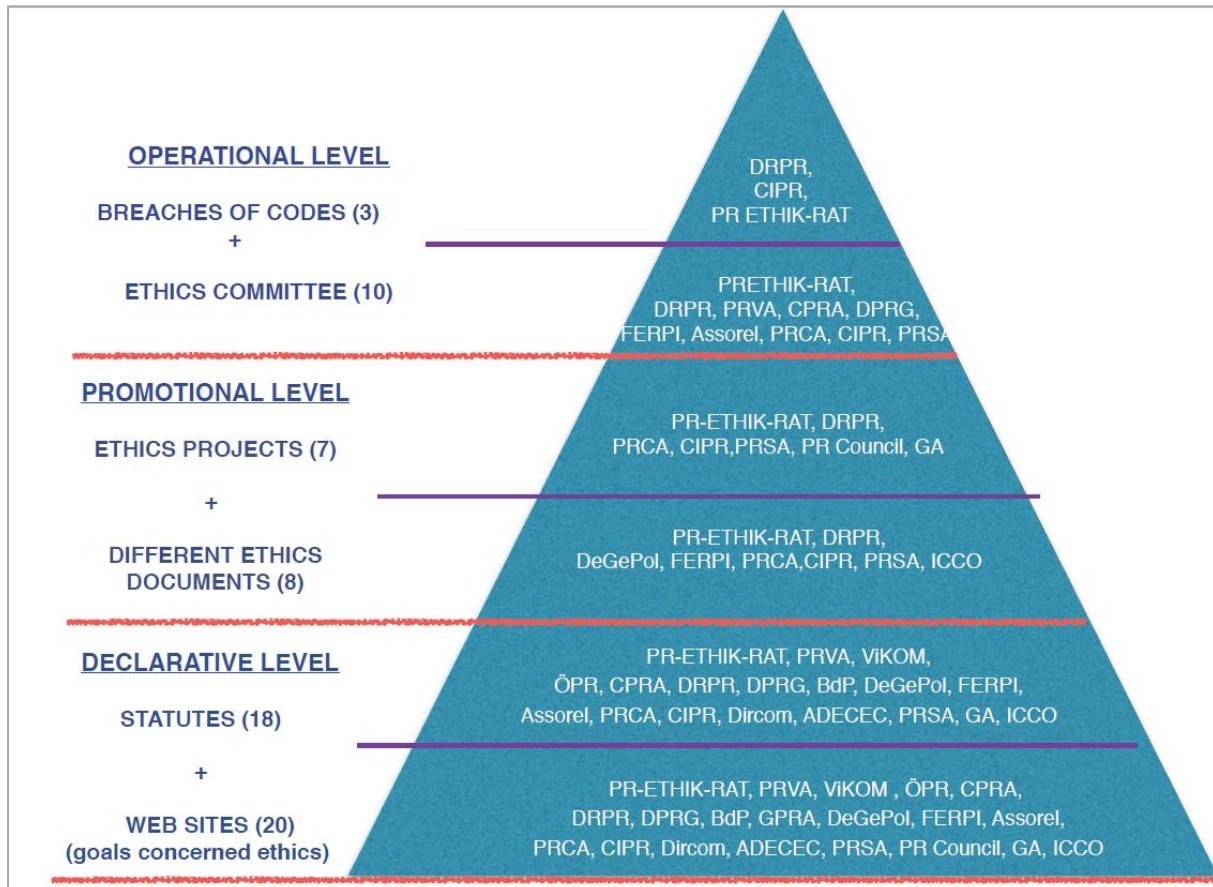 OPERATIONAL LEVEL
BREACHES OF CODES (3)
+
ETHICS COMMITTEE (10)
DRPR,
CIPR,
PR ETHIK-RAT
PRETHIK-RAT,
DRPR, PRVA, CPRA, DPRG,
FERPI, Assorel, PRCA, CIPR, PRSA
PROMOTIONAL LEVEL
ETHICS PROJECTS (7)
+
DIFFERENT ETHICS
DOCUMENTS (8)
PR-ETHIK-RAT, DRPR,
PRCA, CIPR,PRSA, PR Council, GA
PR-ETHIK-RAT, DRPR,
DeGePol, FERPI, PRCA,CIPR, PRSA, ICCO
DECLARATIVE LEVEL
STATUTES (18)
+
WEB SITES (20)
(goals concerned ethics)
PR-ETHIK-RAT, PRVA, ViKOM,
ÖPR, CPRA, DRPR, DPRG, BdP, DeGePol, FERPI,
Assorel, PRCA, CIPR, Dircom, ADECEC, PRSA, GA, ICCO
PR-ETHIK-RAT, PRVA, ViKOM , ÖPR, CPRA,
DRPR, DPRG, BdP, GPRA, DeGePol, FERPI, Assorel,
PRCA, CIPR, Dircom, ADECEC, PRSA, PR Council, GA, ICCO